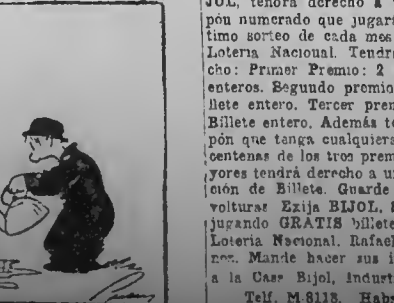 JOL, tendrá derecho a
pón numerado que jugará
timo sorteo de cada mes
Lotería Nacional. Tendr
cho: Primer Premio: 2
enteros. Segundo premio
llete entero. Tercer prem
Billete entero. Además to
pón que tenga cualquiera
centenas de los tres prem
yores tendrá derecho a un
ción de Billete. Guarde
volturas Exija BIJOL,
jugando GRATIS billete
Lotería Nacional. Rafael
nez. Mande hacer sus i
a la Casa Bijol, Indust
Telf. M-8118. Haba